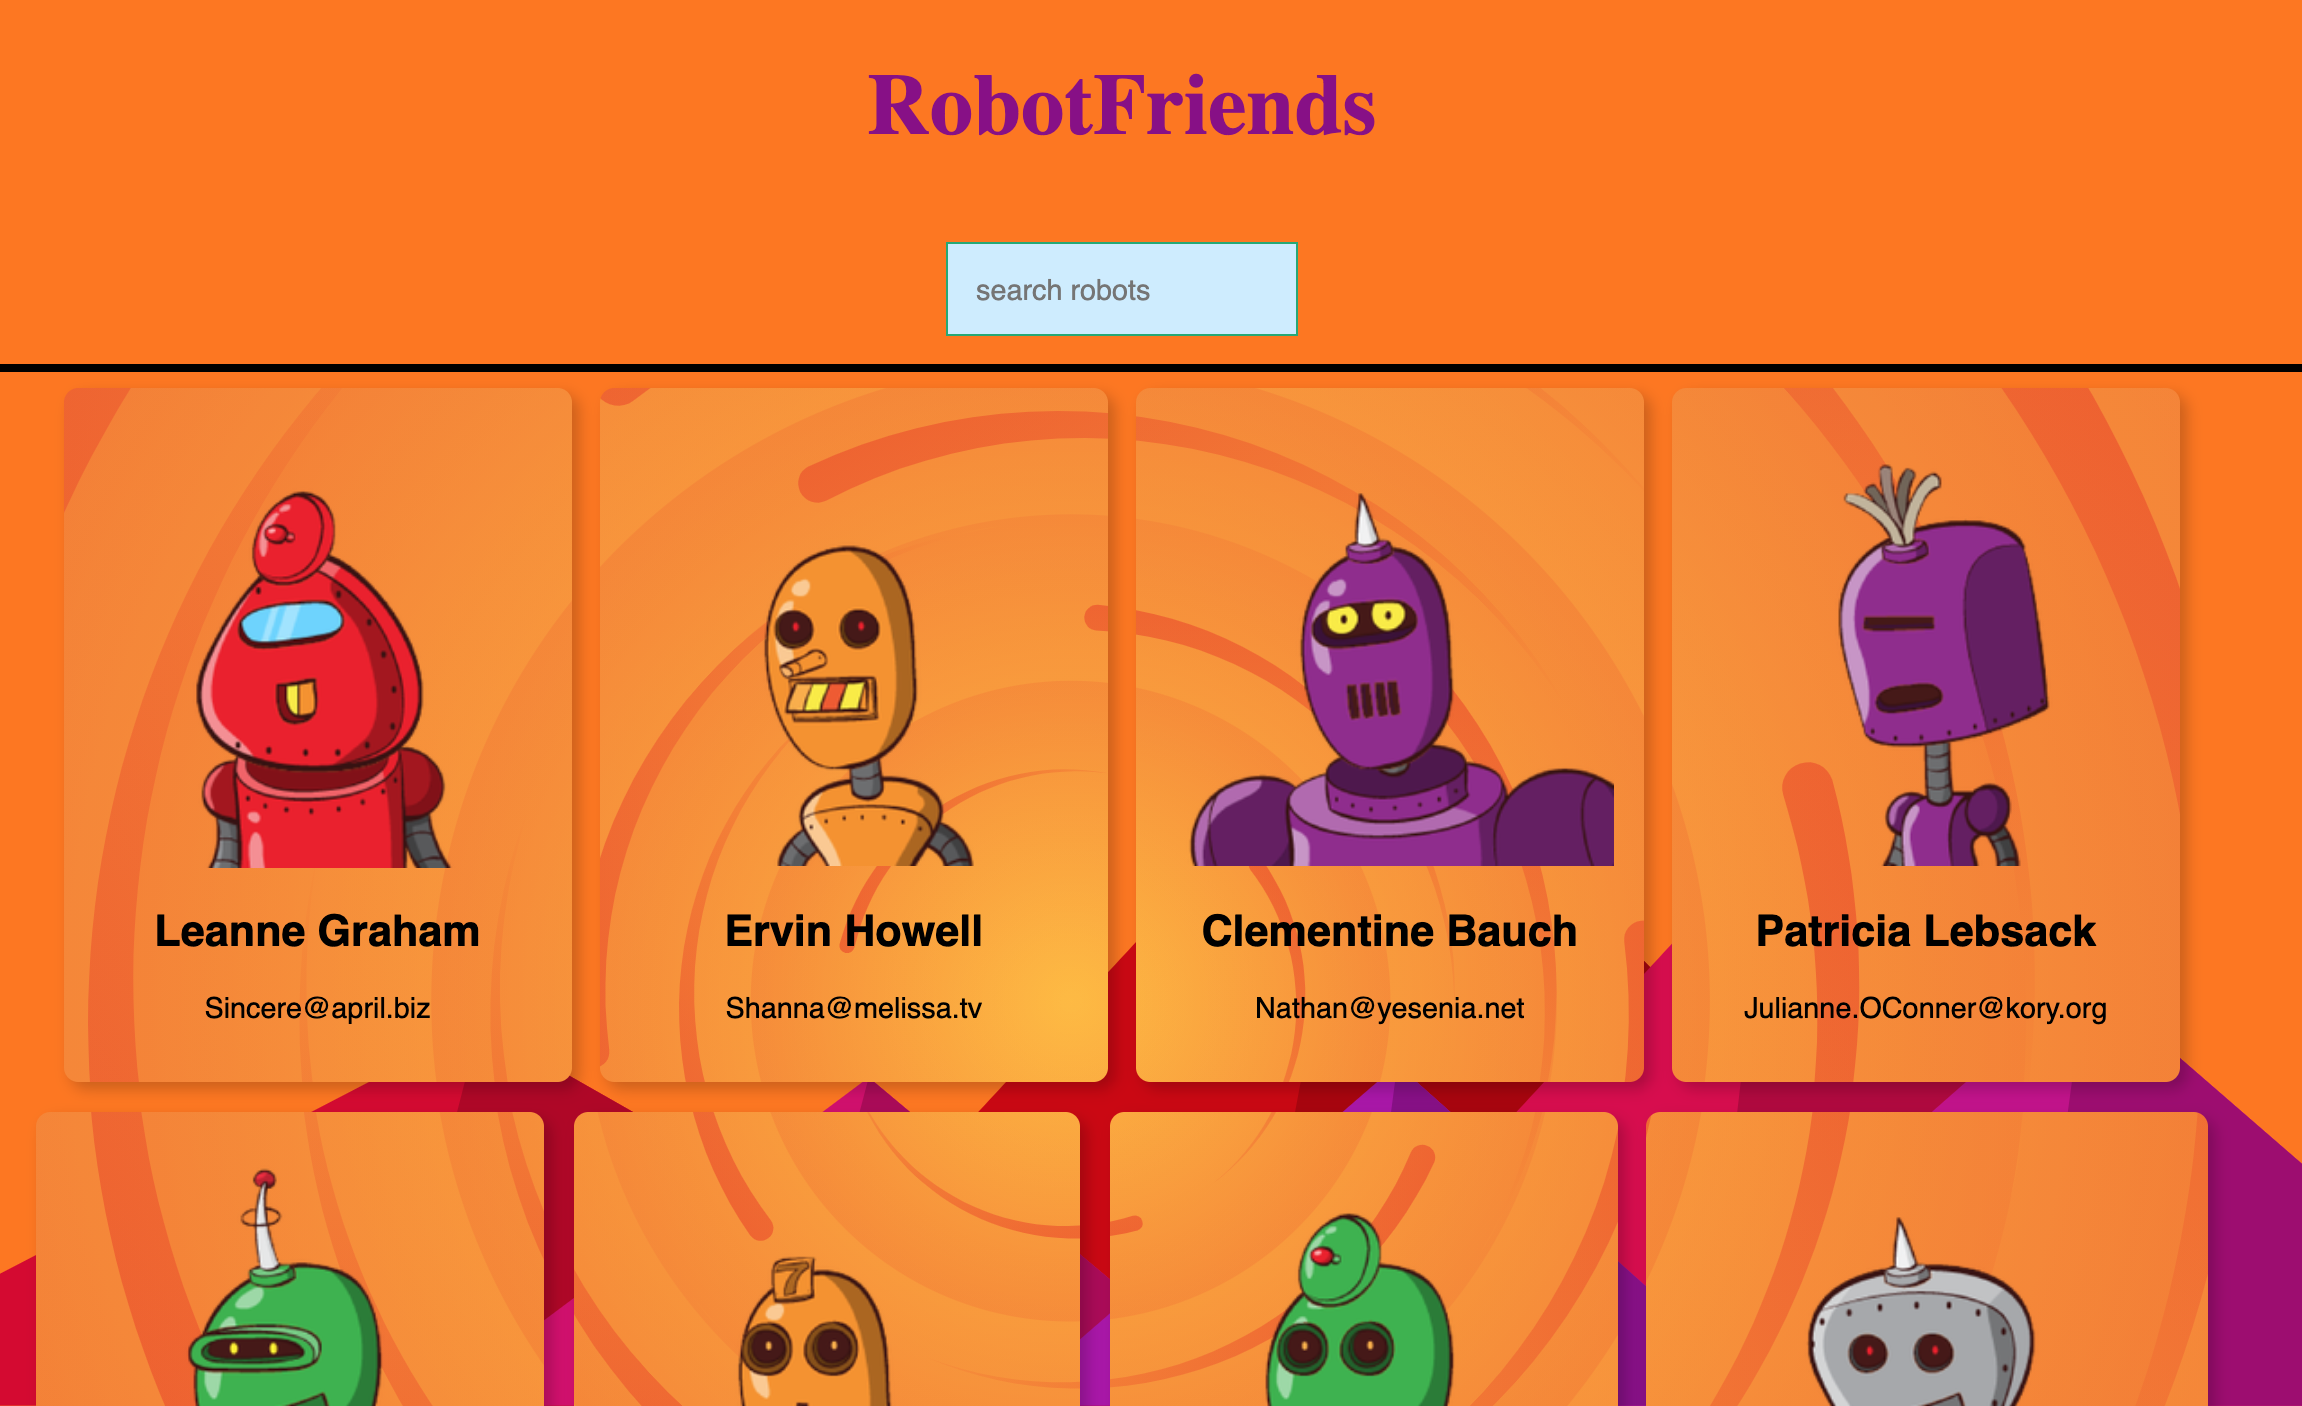 RobotFriends
search robots
Leanne Graham
Sincere@april.biz
Ervin Howell
Shanna@melissa.tv
Clementine Bauch
Nathan@yesenia.net
Patricia Lebsack
Julianne.OConner@kory.org
7